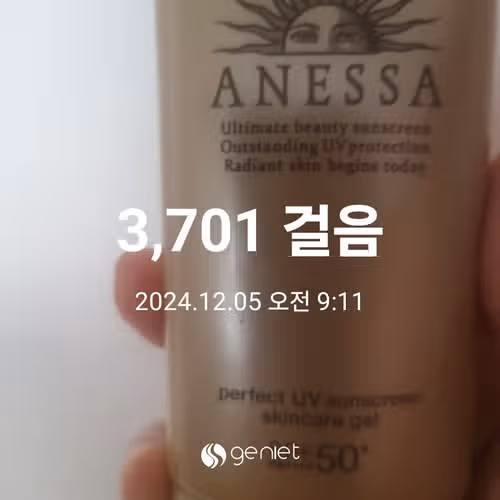 ANESSA
Ultimate beauty sunscreen
Outstanding UV protection
Radiant skin begins today
3,701 걸음
2024.12.05 오전 9:11
Perfect UV sunscreen
skincare gel
50+
geniet